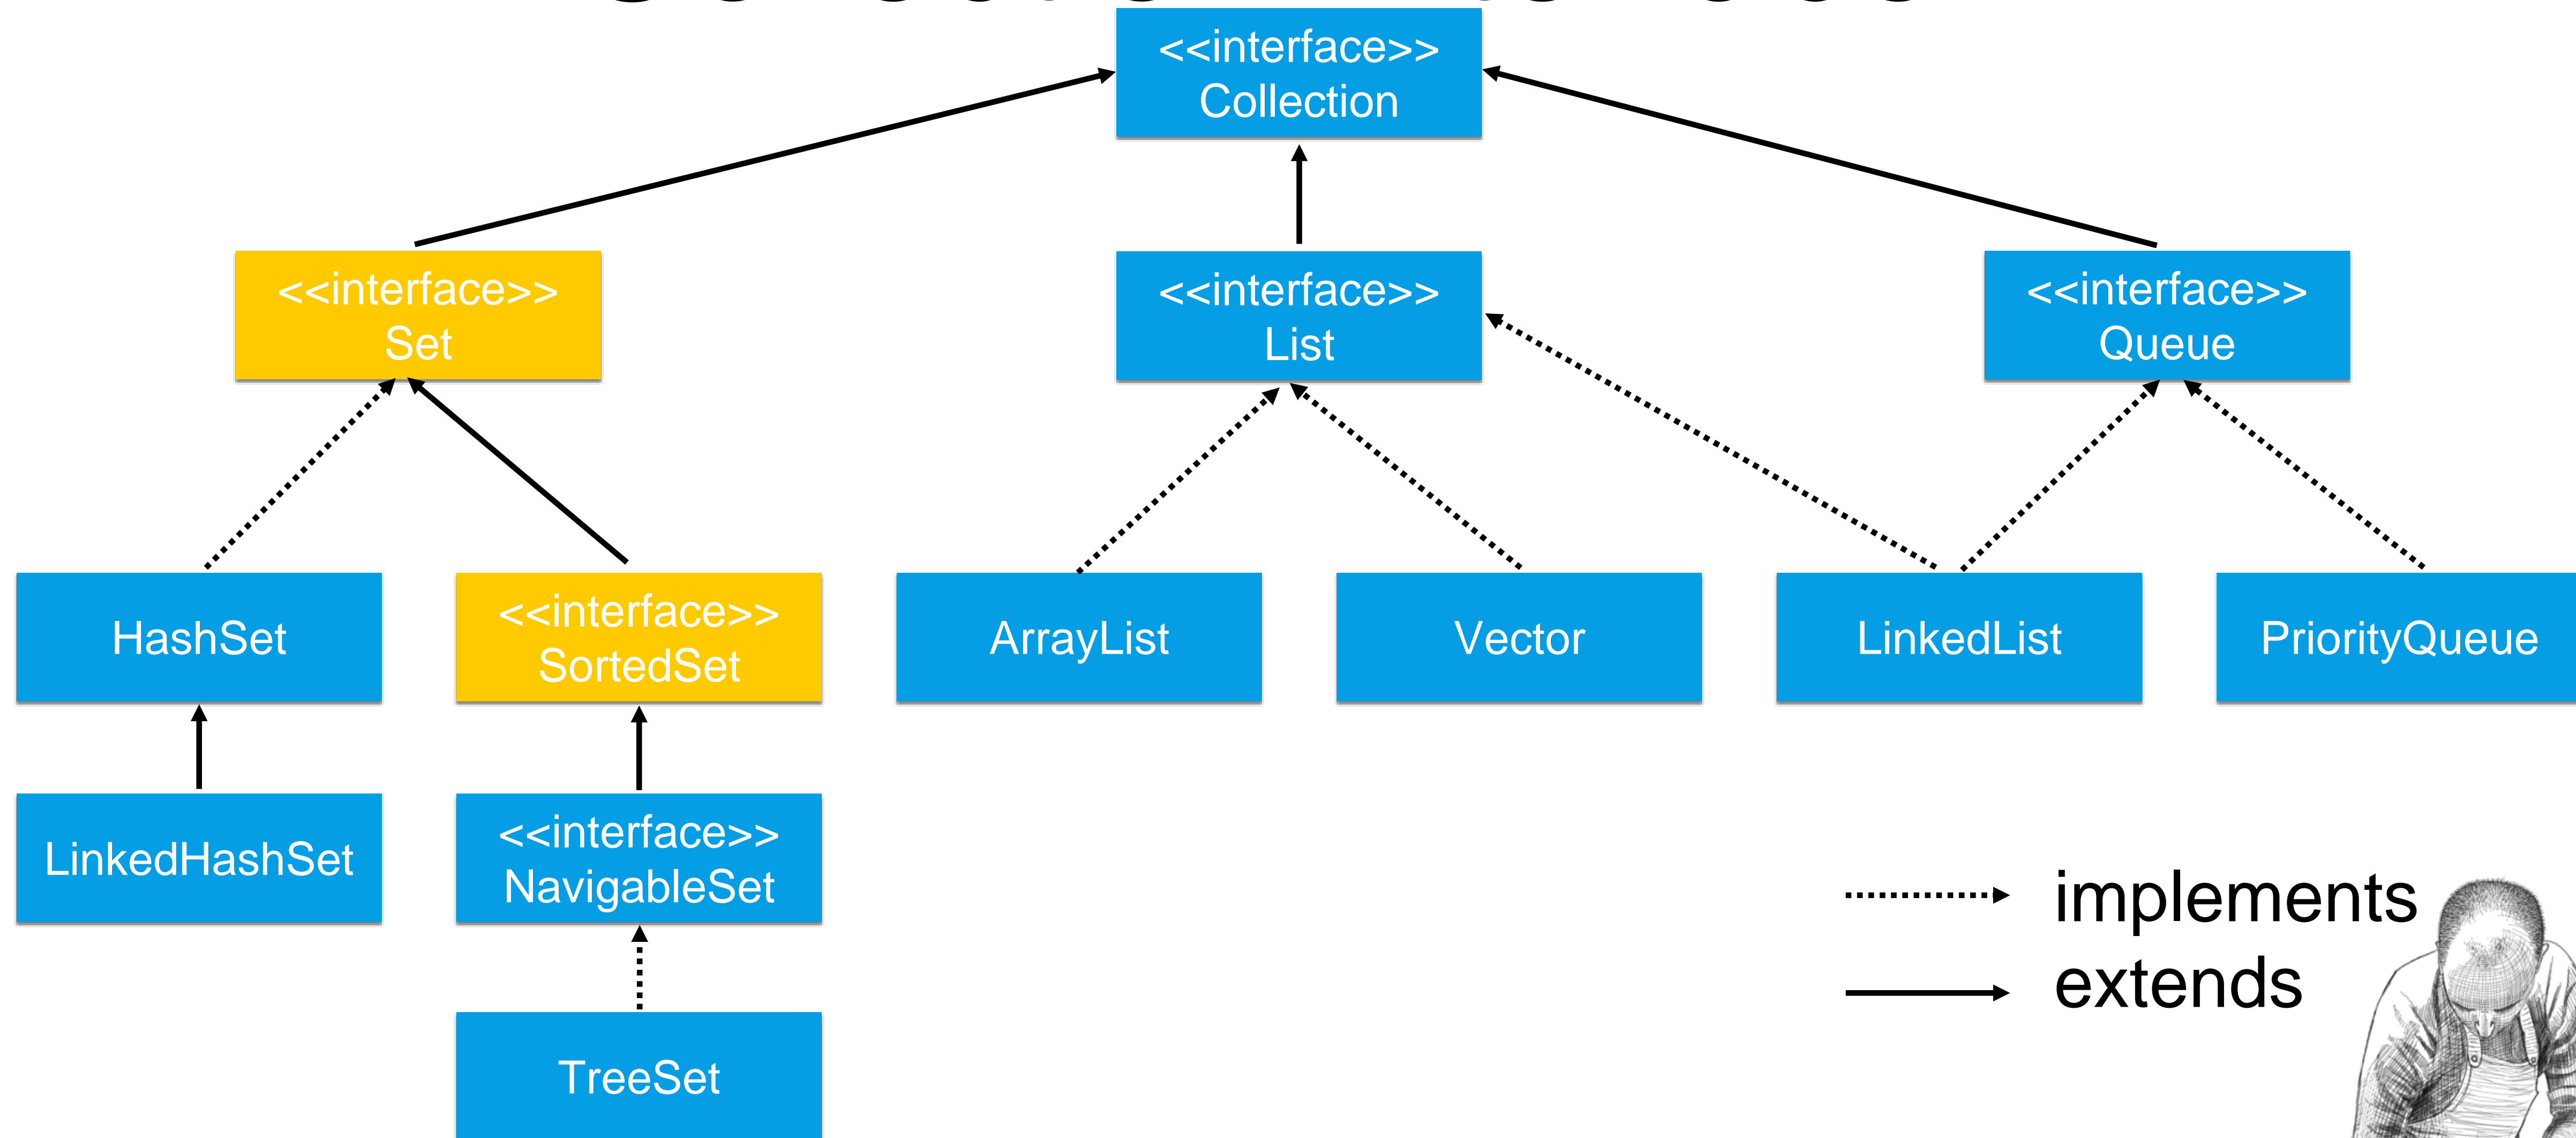 <<interface>>
Collection
<<interface>>
Set
<<interface>>
List
<<interface>>
Queue
HashSet
<<interface>>
SortedSet
ArrayList
Vector
LinkedList
PriorityQueue
LinkedHashSet
<<interface>>
NavigableSet
implements
extends
TreeSet